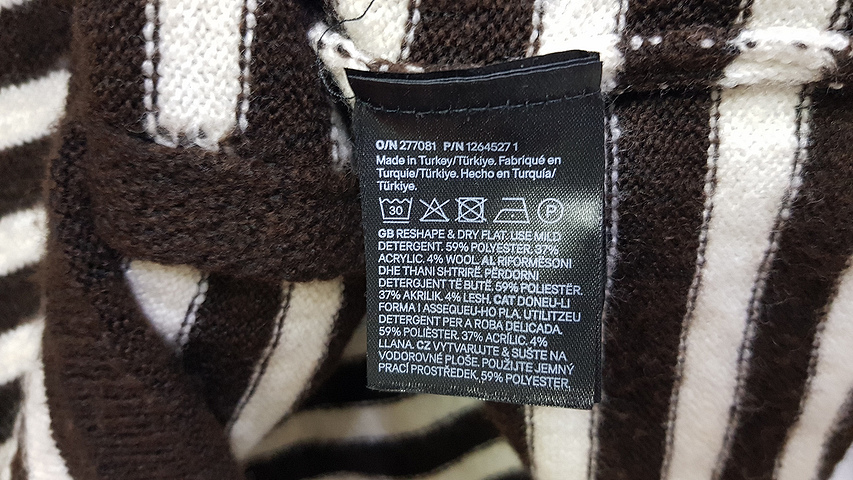 O/N 277081 P/N 1264527 1
Made in Turkey/Türkiye. Fabriqué en
Turquie/Türkiye. Hecho en Turquía/
Türkiye.
30 P
GB RESHAPE & DRY FLAT. USE MILD
DETERGENT. 59% POLYESTER. 37%
ACRYLIC. 4% WOOL. AL RIFORMËSONI
DHE THANI SHTRIRË. PËRDORNI
DETERGJENT TË BUTË. 59% POLIESTËR.
37% AKRILIK. 4% LESH. CAT DONEU-LI
FORMA I ASSEQUEU-HO PLA. UTILITZEU
DETERGENT PER A ROBA DELICADA.
59% POLIÈSTER. 37% ACRÍLIC. 4%
LLANA. CZ VYTVARUJTE & SUŠTE NA
VODOROVNÉ PLOŠE. POUŽIJTE JEMNÝ
PRACÍ PROSTŘEDEK. 59% POLYESTER.